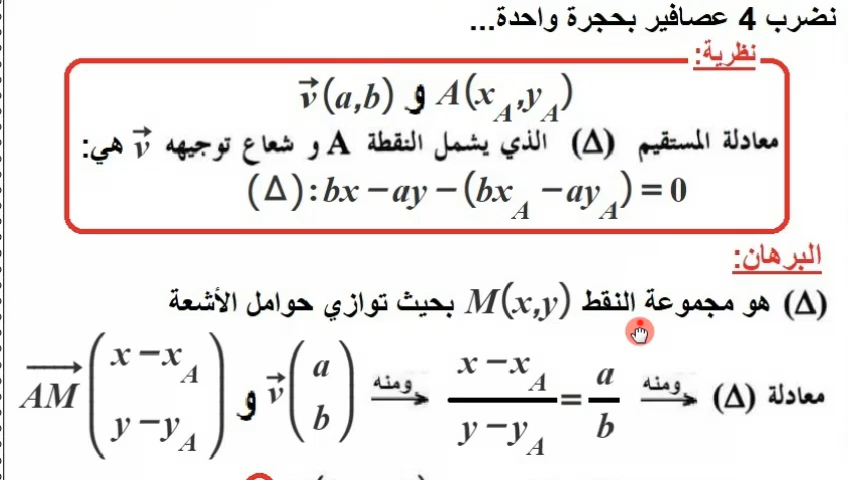 نضرب 4 عصافير بحجرة واحدة...
نظرية:
A(x_A, y_A) و v⃗(a,b)
معادلة المستقيم (Δ) الذي يشمل النقطة A و شعاع توجيهه v⃗ هي:
(Δ): bx − ay − (bx_A − ay_A) = 0
البرهان:
(Δ) هو مجموعة النقط M(x,y) بحيث توازي حوامل الأشعة
AM⃗ (x − x_A / y − y_A) و v⃗ (a / b) ومنه (x − x_A)/(y − y_A) = a/b ومنه معادلة (Δ)